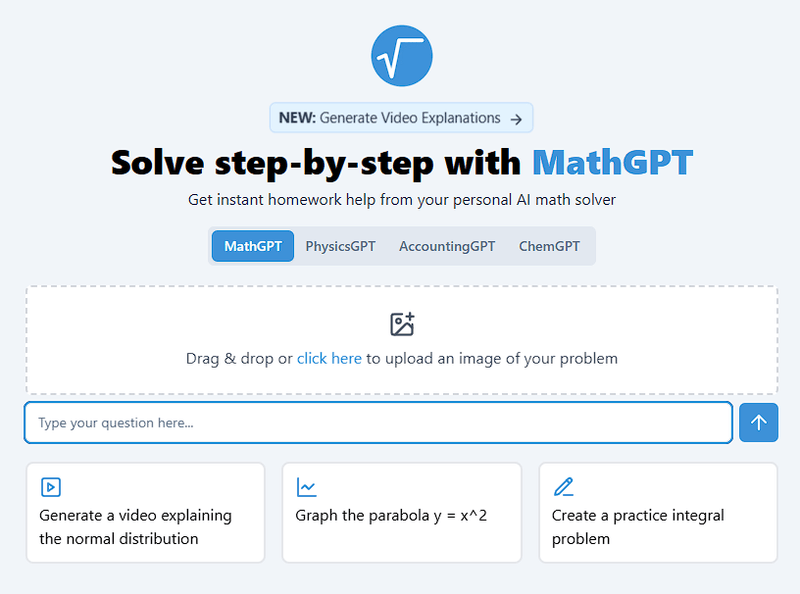 NEW: Generate Video Explanations →
Solve step-by-step with MathGPT
Get instant homework help from your personal AI math solver
MathGPT PhysicsGPT AccountingGPT ChemGPT
Drag & drop or click here to upload an image of your problem
Type your question here...
Generate a video explaining
the normal distribution
Graph the parabola y = x^2
Create a practice integral
problem